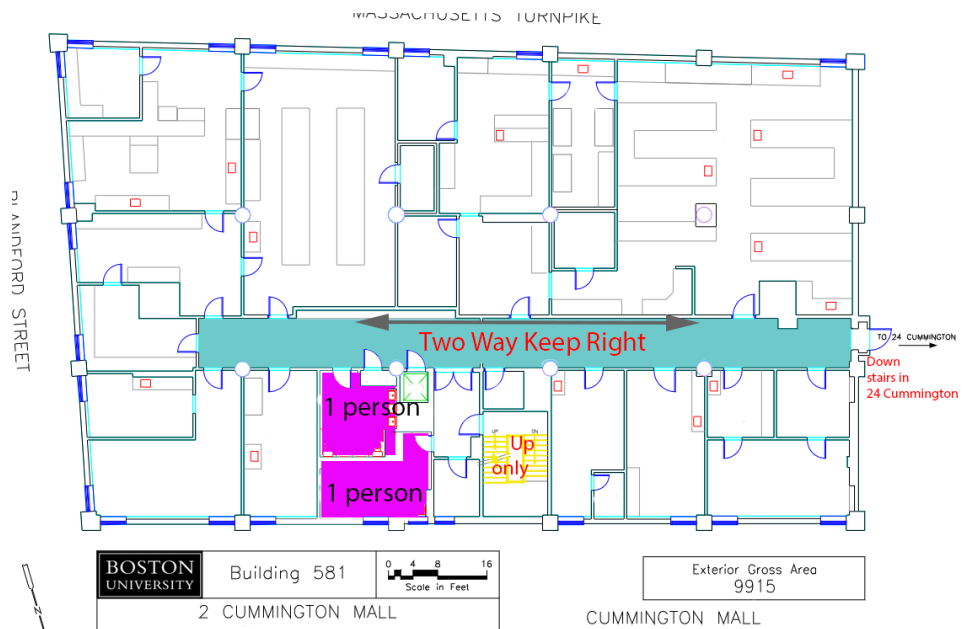 MASSACHUSETTS TURNPIKE
BLANDFORD STREET
Two Way Keep Right
TO 24 CUMMINGTON
Down
stairs in
24 Cummington
1 person
UP
DN
Up
only
1 person
BOSTON
UNIVERSITY
Building 581
0 4 8 16
Scale in Feet
2 CUMMINGTON MALL
Exterior Gross Area
9915
CUMMINGTON MALL
N